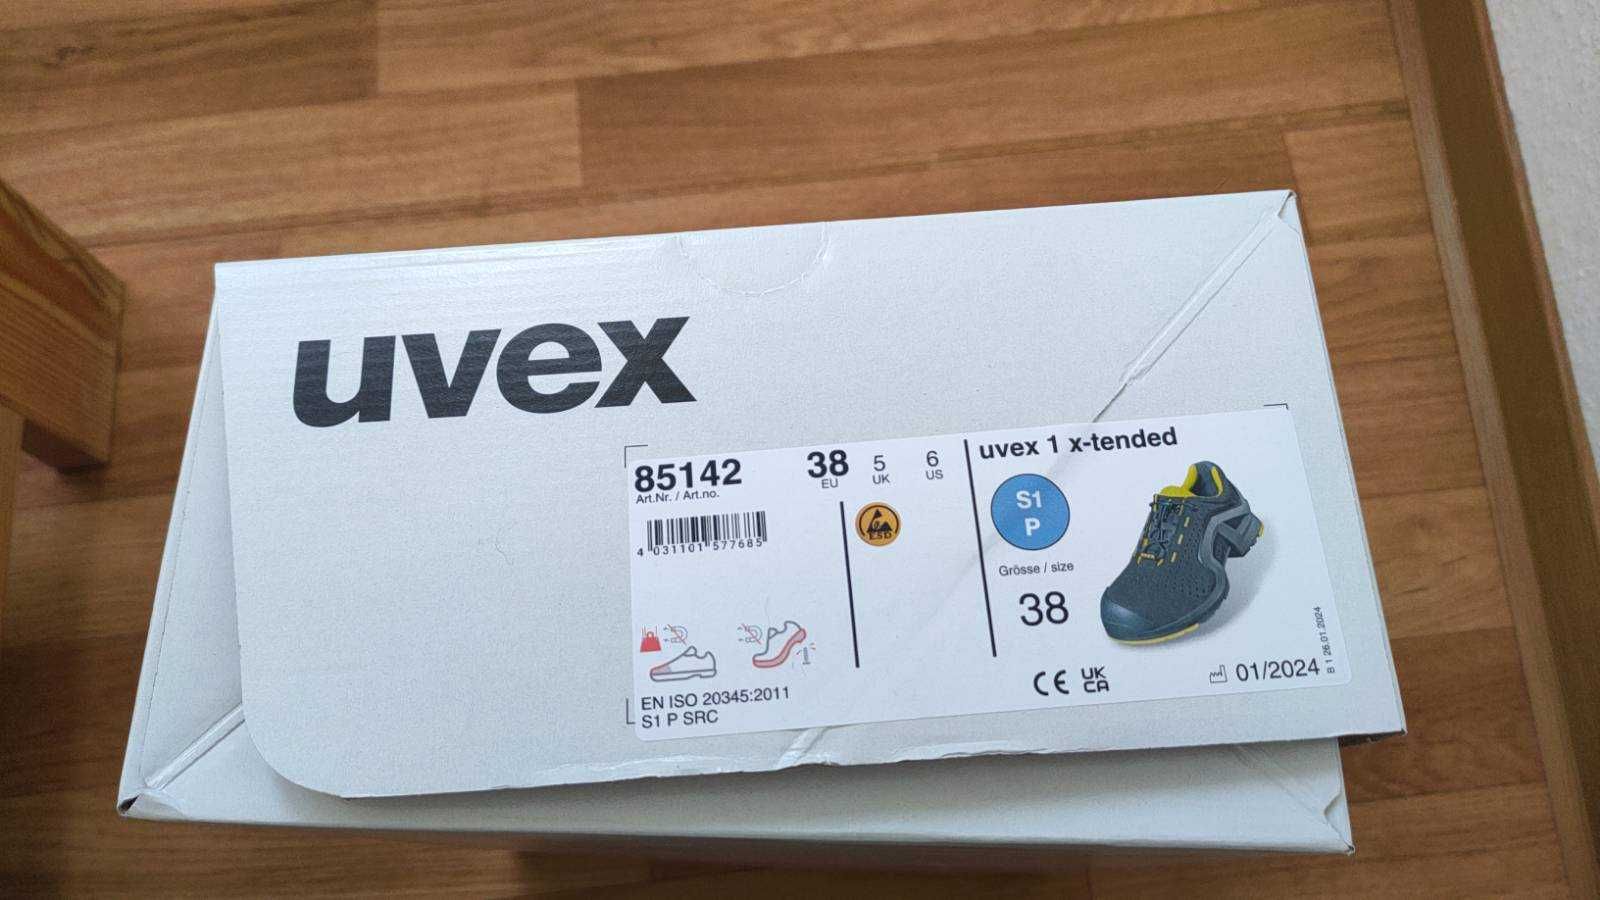 uvex
85142
Art.Nr. / Art.no.
38 5 6
EU UK US
4 031101 577685
ESD
EN ISO 20345:2011
S1 P SRC
uvex 1 x-tended
S1
P
Grösse / size
38
CE UK
CA
01/2024
B 1 26.01.2024